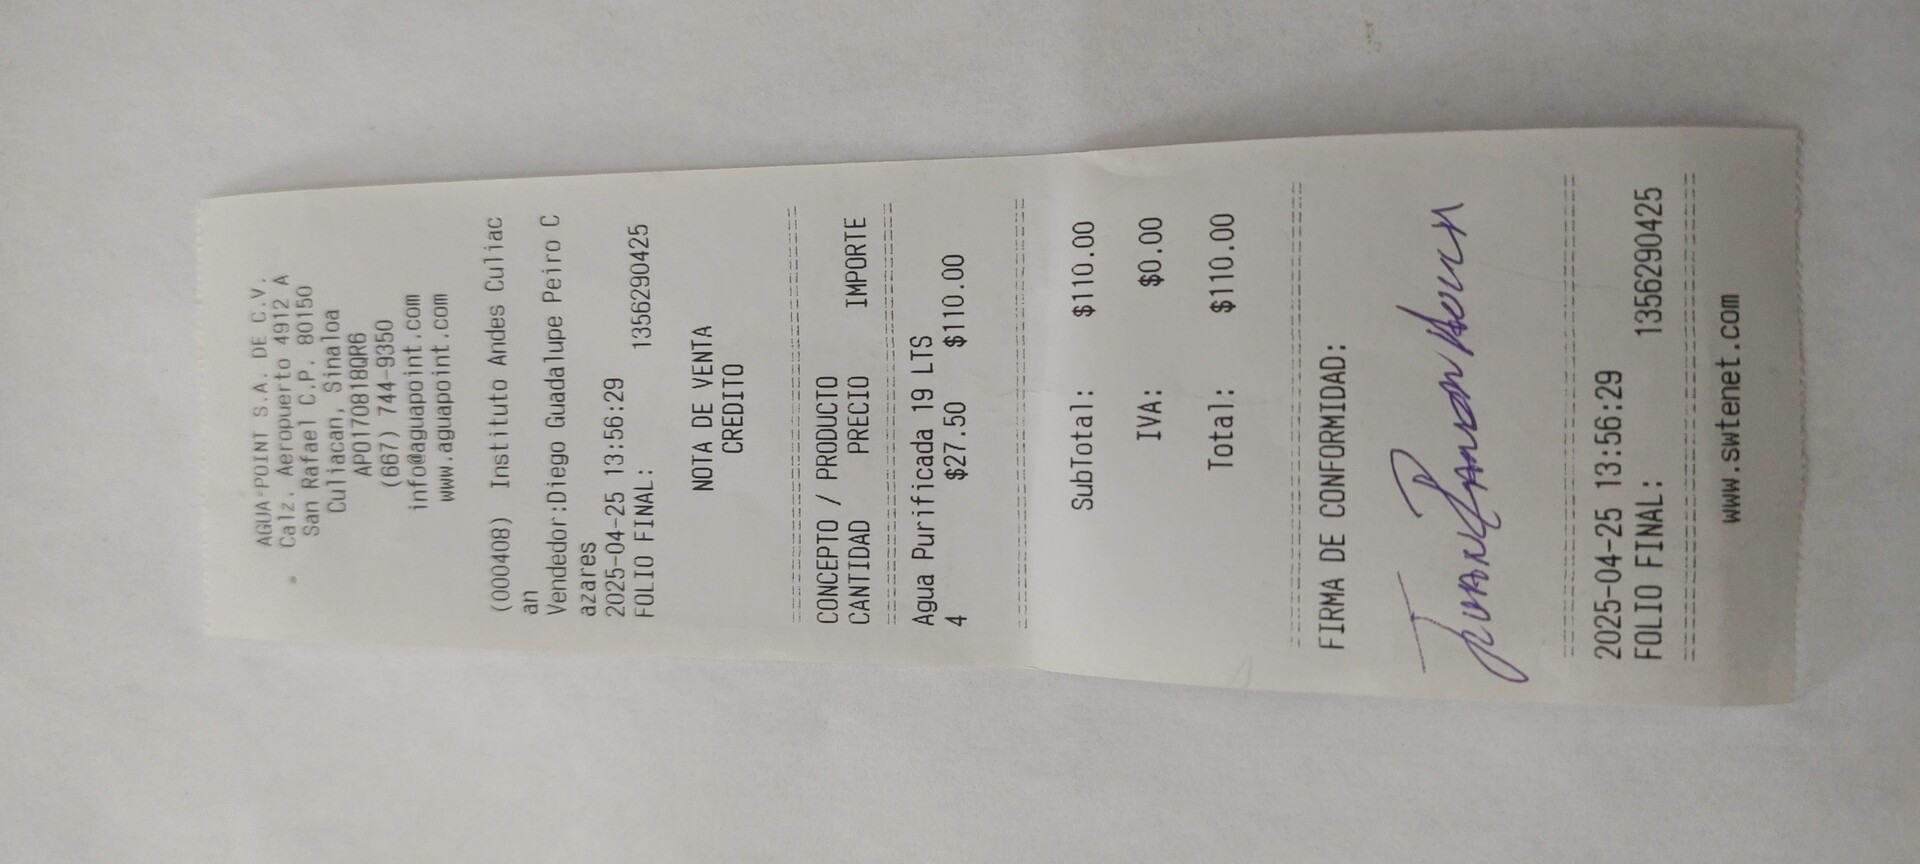 AGUA-POINT S.A. DE C.V.
Calz. Aeropuerto 4912 A
San Rafael C.P. 80150
Culiacan, Sinaloa
APO170818QR6
(667) 744-9350
info@aguapoint.com
www.aguapoint.com
(000408) Instituto Andes Culiac
an
Vendedor:Diego Guadalupe Peiro C
azares
2025-04-25 13:56:29
FOLIO FINAL: 1356290425
NOTA DE VENTA
CREDITO
CONCEPTO / PRODUCTO
CANTIDAD PRECIO IMPORTE
Agua Purificada 19 LTS
4 $27.50 $110.00
SubTotal: $110.00
IVA: $0.00
Total: $110.00
FIRMA DE CONFORMIDAD:
Juan Ramon
2025-04-25 13:56:29
FOLIO FINAL: 1356290425
www.swtenet.com